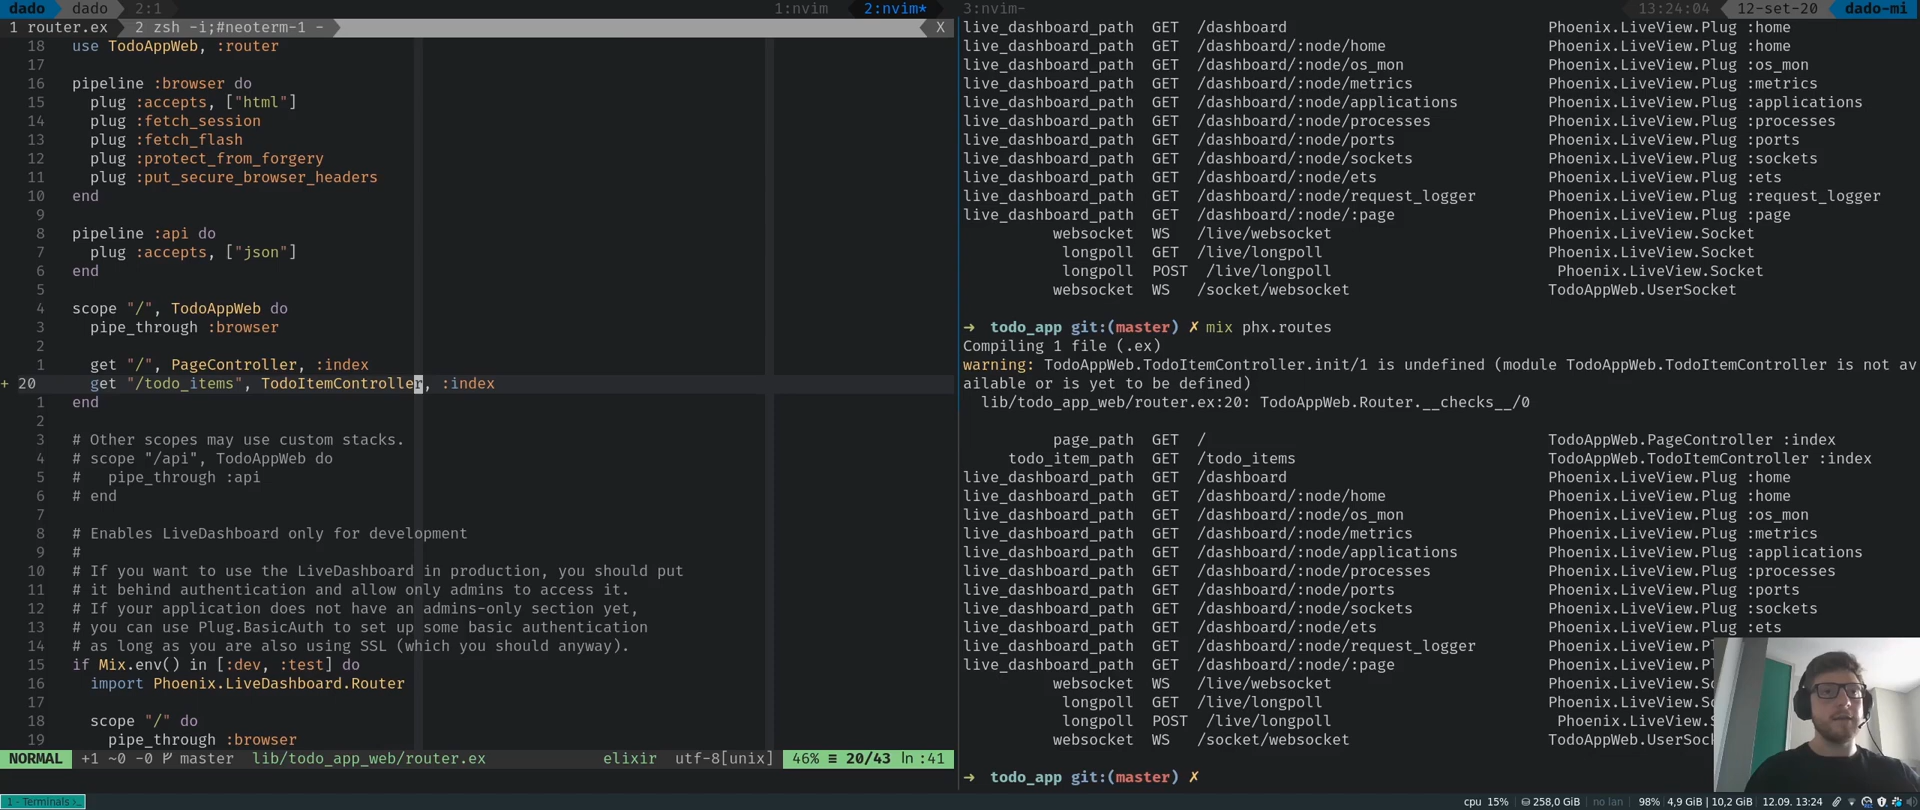 dado dado 2:1 1:nvim 2:nvim*
3:nvim- 13:24:04 12-set-20 dado-mi
1 router.ex 2 zsh -i;#neoterm-1 - X
18 use TodoAppWeb, :router
17
16 pipeline :browser do
15 plug :accepts, ["html"]
14 plug :fetch_session
13 plug :fetch_flash
12 plug :protect_from_forgery
11 plug :put_secure_browser_headers
10 end
9
8 pipeline :api do
7 plug :accepts, ["json"]
6 end
5
4 scope "/", TodoAppWeb do
3 pipe_through :browser
2
1 get "/", PageController, :index
+ 20 get "/todo_items", TodoItemController, :index
1 end
2
3 # Other scopes may use custom stacks.
4 # scope "/api", TodoAppWeb do
5 #   pipe_through :api
6 # end
7
8 # Enables LiveDashboard only for development
9 #
10 # If you want to use the LiveDashboard in production, you should put
11 # it behind authentication and allow only admins to access it.
12 # If your application does not have an admins-only section yet,
13 # you can use Plug.BasicAuth to set up some basic authentication
14 # as long as you are also using SSL (which you should anyway).
15 if Mix.env() in [:dev, :test] do
16 import Phoenix.LiveDashboard.Router
17
18 scope "/" do
19 pipe_through :browser
NORMAL +1 ~0 -0 master lib/todo_app_web/router.ex elixir utf-8[unix] 46% ≡ 20/43 ln :41
live_dashboard_path GET /dashboard Phoenix.LiveView.Plug :home
live_dashboard_path GET /dashboard/:node/home Phoenix.LiveView.Plug :home
live_dashboard_path GET /dashboard/:node/os_mon Phoenix.LiveView.Plug :os_mon
live_dashboard_path GET /dashboard/:node/metrics Phoenix.LiveView.Plug :metrics
live_dashboard_path GET /dashboard/:node/applications Phoenix.LiveView.Plug :applications
live_dashboard_path GET /dashboard/:node/processes Phoenix.LiveView.Plug :processes
live_dashboard_path GET /dashboard/:node/ports Phoenix.LiveView.Plug :ports
live_dashboard_path GET /dashboard/:node/sockets Phoenix.LiveView.Plug :sockets
live_dashboard_path GET /dashboard/:node/ets Phoenix.LiveView.Plug :ets
live_dashboard_path GET /dashboard/:node/request_logger Phoenix.LiveView.Plug :request_logger
live_dashboard_path GET /dashboard/:node/:page Phoenix.LiveView.Plug :page
websocket WS /live/websocket Phoenix.LiveView.Socket
longpoll GET /live/longpoll Phoenix.LiveView.Socket
longpoll POST /live/longpoll Phoenix.LiveView.Socket
websocket WS /socket/websocket TodoAppWeb.UserSocket
→ todo_app git:(master) ✗ mix phx.routes
Compiling 1 file (.ex)
warning: TodoAppWeb.TodoItemController.init/1 is undefined (module TodoAppWeb.TodoItemController is not av
ailable or is yet to be defined)
lib/todo_app_web/router.ex:20: TodoAppWeb.Router.__checks__/0
page_path GET / TodoAppWeb.PageController :index
todo_item_path GET /todo_items TodoAppWeb.TodoItemController :index
live_dashboard_path GET /dashboard Phoenix.LiveView.Plug :home
live_dashboard_path GET /dashboard/:node/home Phoenix.LiveView.Plug :home
live_dashboard_path GET /dashboard/:node/os_mon Phoenix.LiveView.Plug :os_mon
live_dashboard_path GET /dashboard/:node/metrics Phoenix.LiveView.Plug :metrics
live_dashboard_path GET /dashboard/:node/applications Phoenix.LiveView.Plug :applications
live_dashboard_path GET /dashboard/:node/processes Phoenix.LiveView.Plug :processes
live_dashboard_path GET /dashboard/:node/ports Phoenix.LiveView.Plug :ports
live_dashboard_path GET /dashboard/:node/sockets Phoenix.LiveView.Plug :sockets
live_dashboard_path GET /dashboard/:node/ets Phoenix.LiveView.Plug :ets
live_dashboard_path GET /dashboard/:node/request_logger Phoenix.LiveView.Pl
live_dashboard_path GET /dashboard/:node/:page Phoenix.LiveView.Pl
websocket WS /live/websocket Phoenix.LiveView.So
longpoll GET /live/longpoll Phoenix.LiveView.So
longpoll POST /live/longpoll Phoenix.LiveView.
websocket WS /socket/websocket TodoAppWeb.UserSock
→ todo_app git:(master) ✗
1 - Terminals cpu 15% 258,0 GiB no lan 98% 4,9 GiB | 10,2 GiB 12.09. 13:24